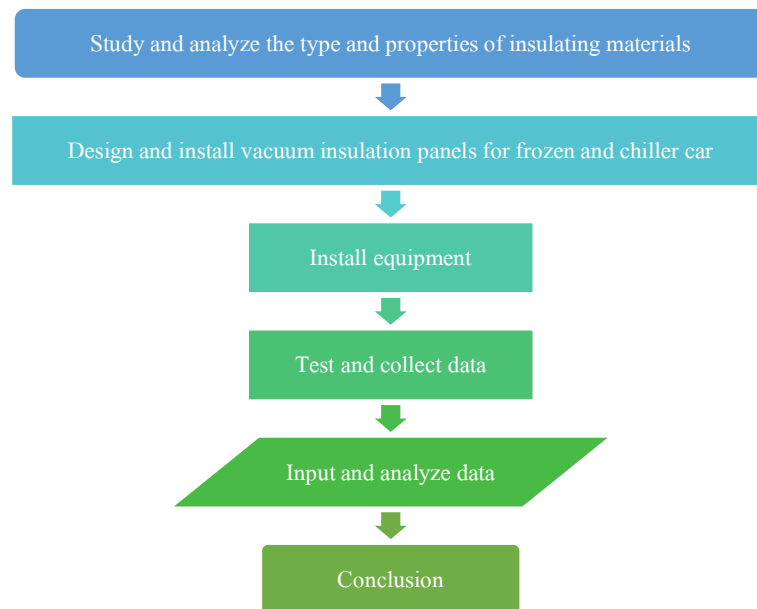 Study and analyze the type and properties of insulating materials
Design and install vacuum insulation panels for frozen and chiller car
Install equipment
Test and collect data
Input and analyze data
Conclusion